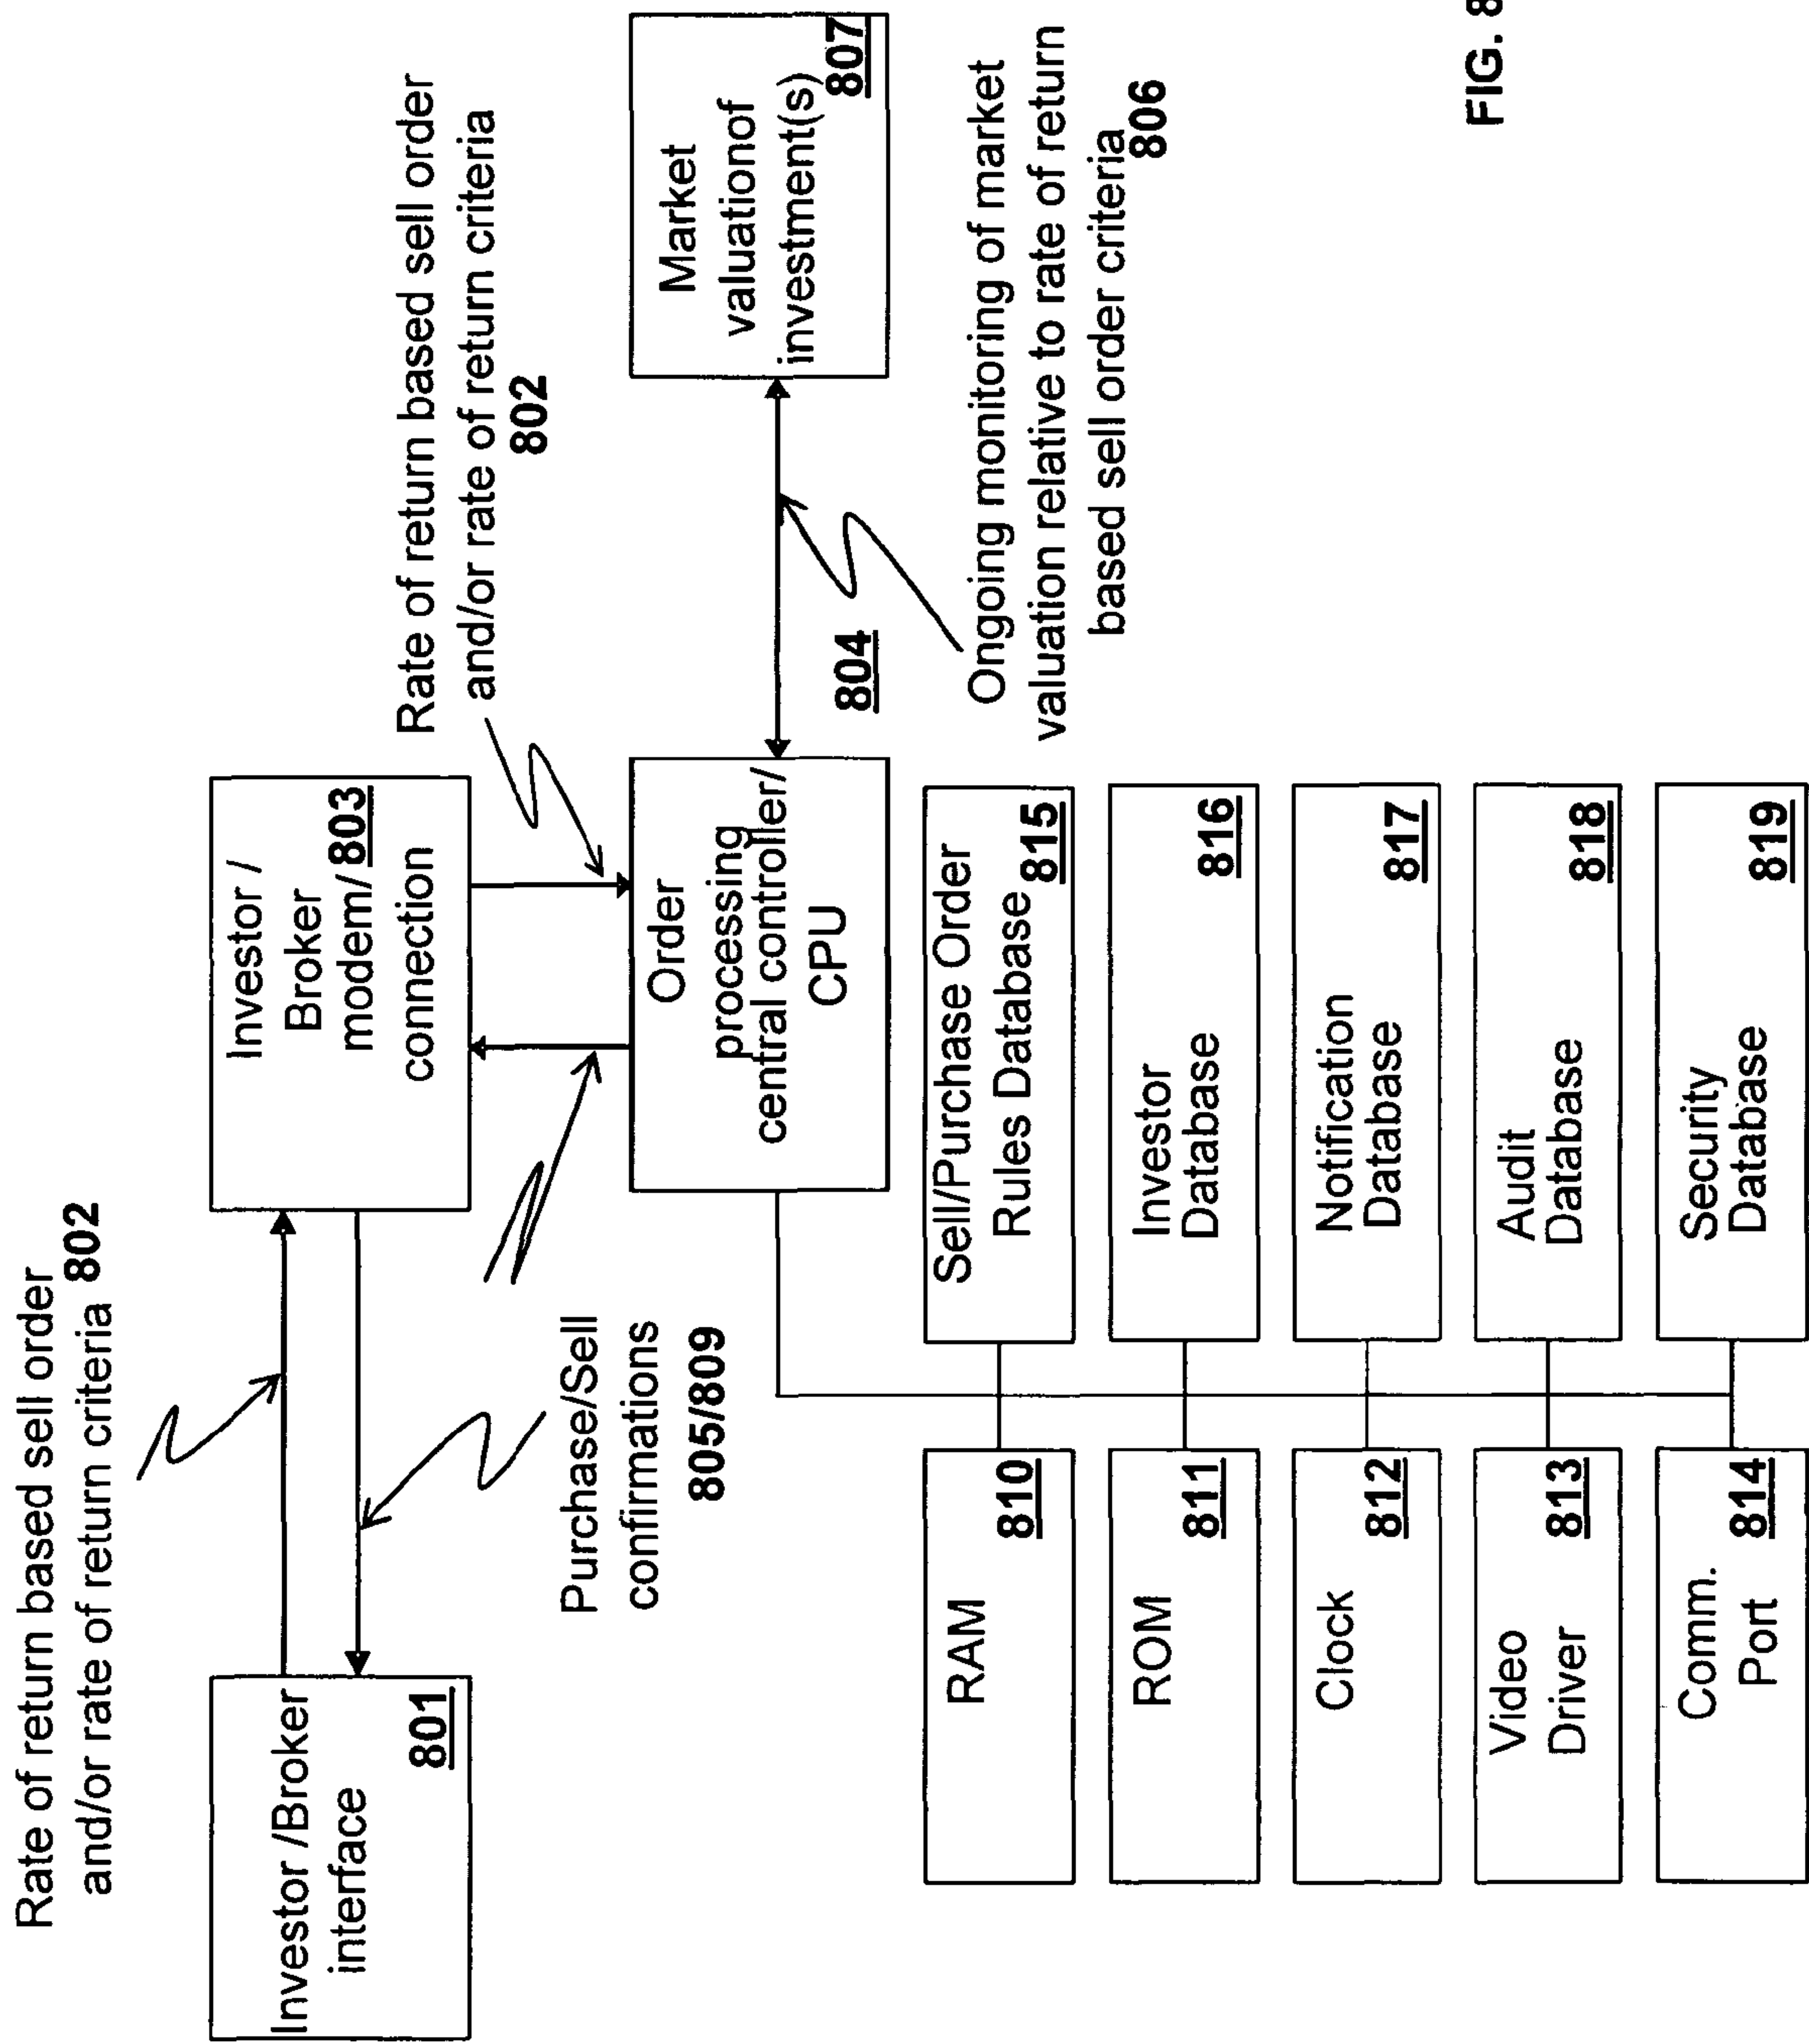 Rate of return based sell order
and/or rate of return criteria 802
Investor /Broker
interface
801
Investor /
Broker
modem/803
connection
Rate of return based sell order
and/or rate of return criteria
802
Purchase/Sell
confirmations
805/809
Order
processing
central controller/
CPU
804
Market
valuationof
investment(s)
807
Ongoing monitoring of market
valuation relative to rate of return
based sell order criteria
806
RAM
810
Sell/Purchase Order
Rules Database 815
ROM
811
Investor
Database
816
Clock
812
Notification
Database
817
Video
Driver
813
Audit
Database
818
Comm.
Port
814
Security
Database
819
FIG. 8